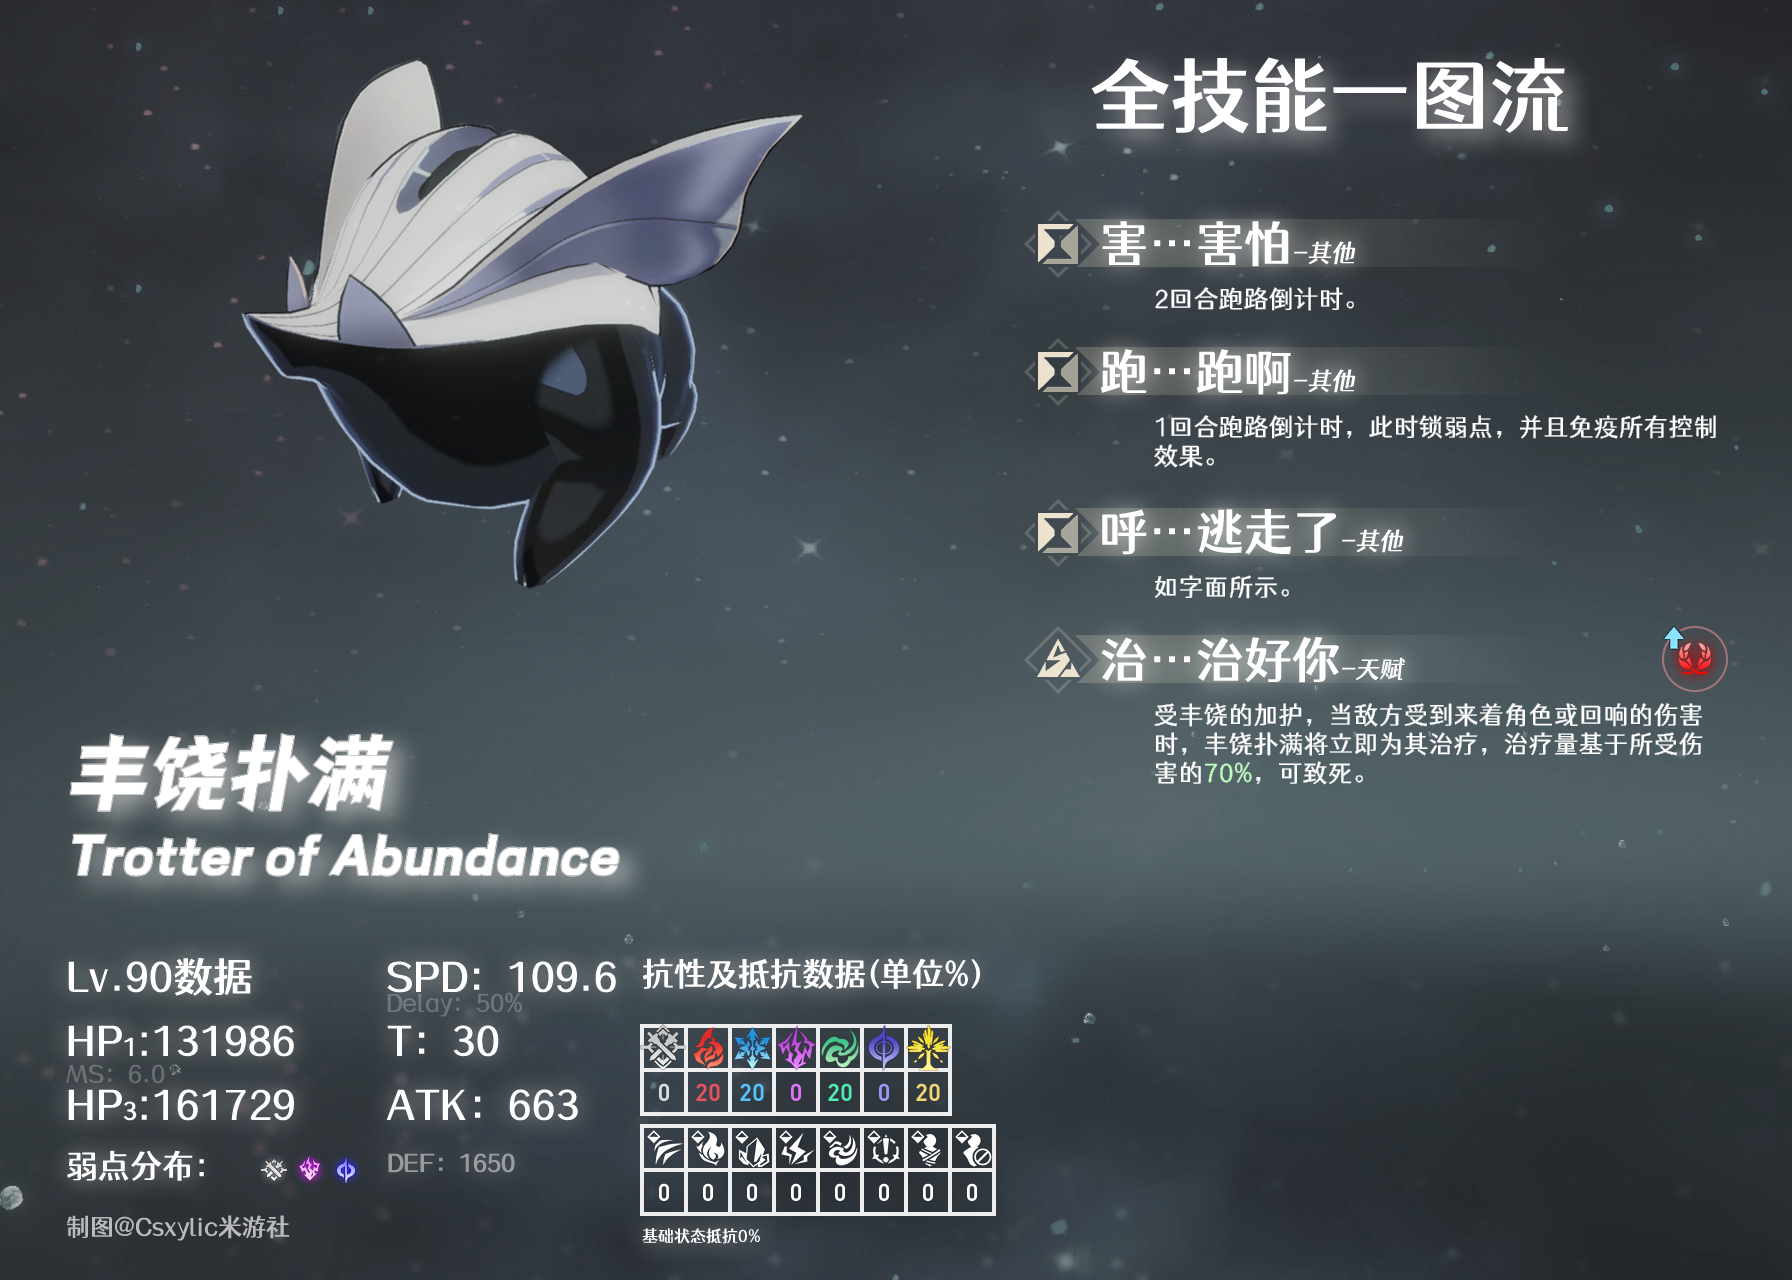 全技能一图流
害…害怕-其他
2回合跑路倒计时。
跑…跑啊-其他
1回合跑路倒计时，此时锁弱点，并且免疫所有控制
效果。
呼…逃走了-其他
如字面所示。
治…治好你-天赋
受丰饶的加护，当敌方受到来着角色或回响的伤害
时，丰饶扑满将立即为其治疗，治疗量基于所受伤
害的70%，可致死。
丰饶扑满
Trotter of Abundance
Lv.90数据
SPD：109.6
Delay：50%
HP1:131986
T：30
MS：6.0
HP3:161729
ATK：663
弱点分布：
DEF：1650
制图@Csxylic米游社
抗性及抵抗数据(单位%)
0 20 20 0 20 0 20
0 0 0 0 0 0 0 0
基础状态抵抗0%